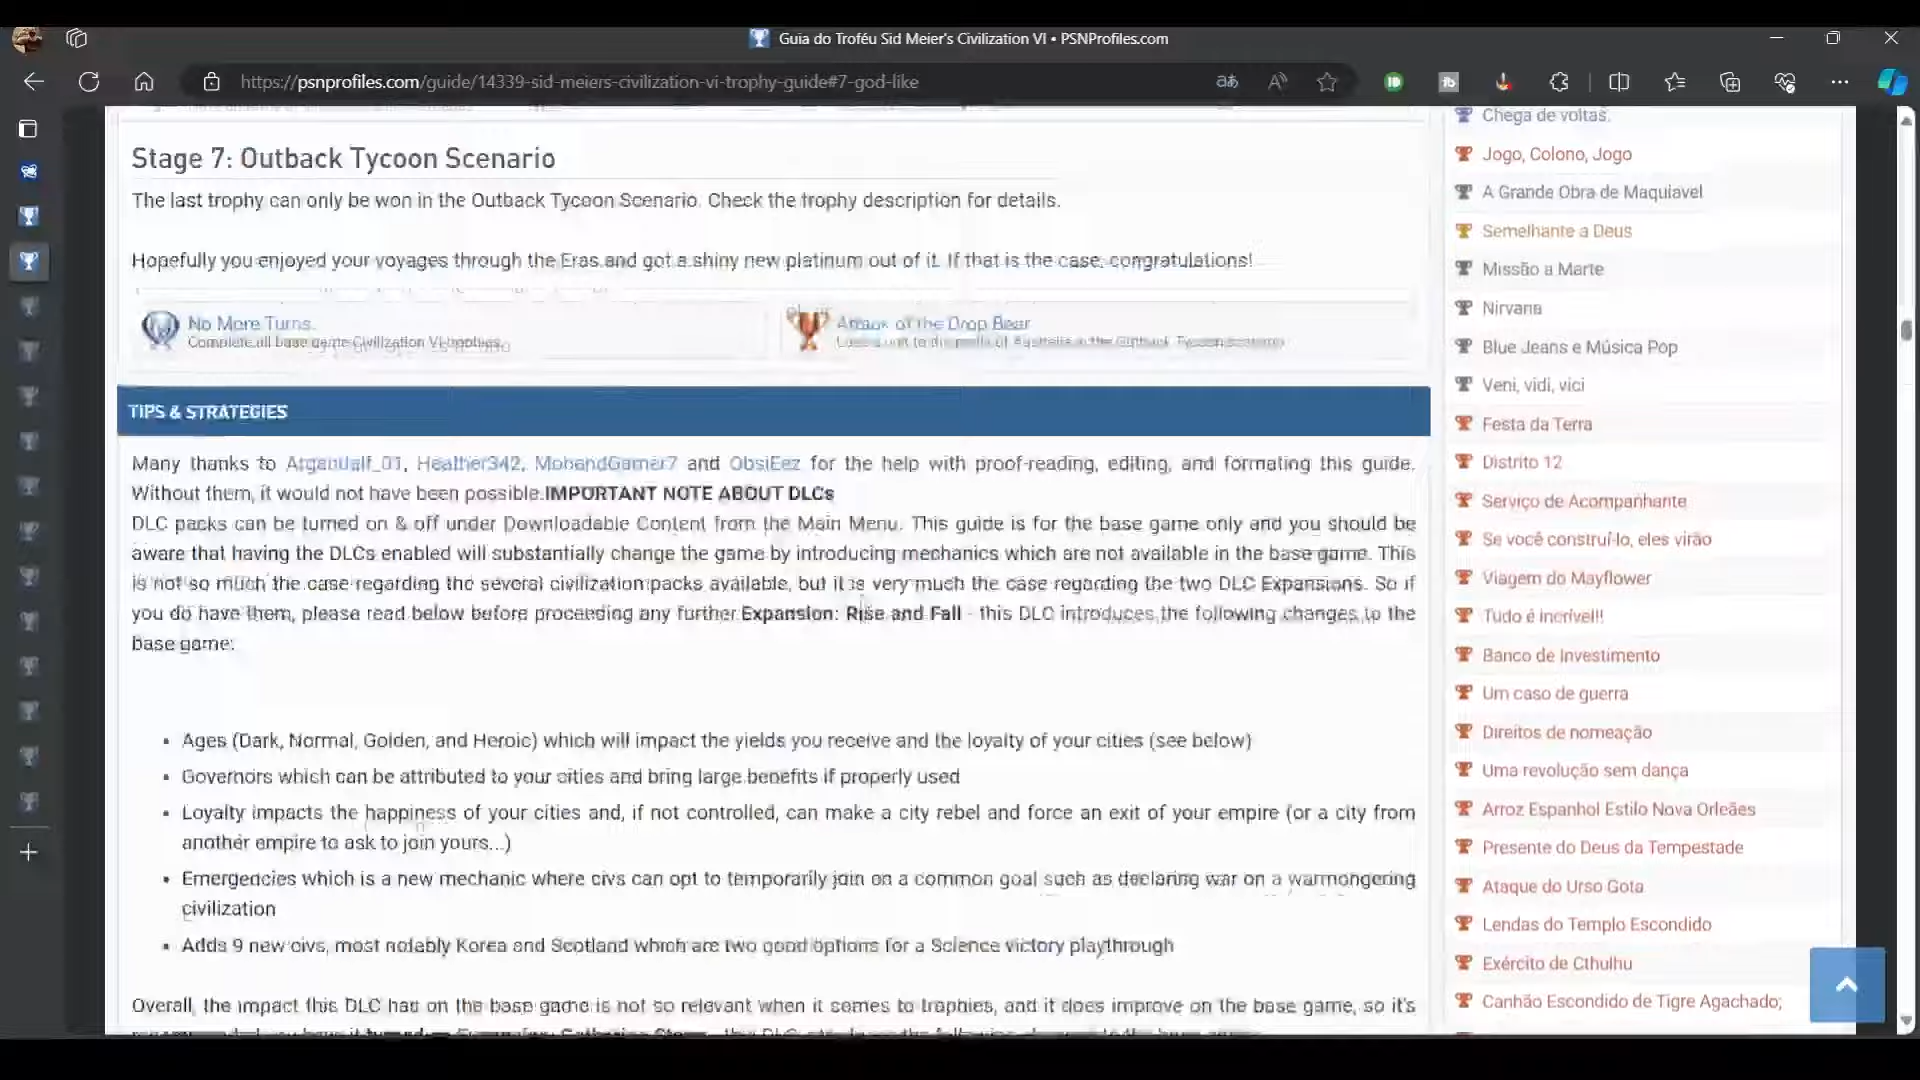 Guia do Troféu Sid Meier's Civilization VI • PSNProfiles.com
https://psnprofiles.com/guide/14339-sid-meiers-civilization-vi-trophy-guide#7-god-like
Stage 7: Outback Tycoon Scenario
The last trophy can only be won in the Outback Tycoon Scenario. Check the trophy description for details.
Hopefully you enjoyed your voyages through the Eras and got a shiny new platinum out of it. If that is the case, congratulations!
No More Turns.
Complete all base game Civilization VI trophies.
Attack of the Drop Bear
Lose a unit to the wilds of Australia in the Outback Tycoon scenario
TIPS & STRATEGIES
Many thanks to Heather342, MohandGamer7 and ObsiEez for the help with proof-reading, editing, and formating this guide.
Without them, it would not have been possible.IMPORTANT NOTE ABOUT DLCs
DLC packs can be turned on & off under Downloadable Content from the Main Menu. This guide is for the base game only and you should be
aware that having the DLCs enabled will substantially change the game by introducing mechanics which are not available in the base game. This
is not so much the case regarding the several civilization packs available, but it is very much the case regarding the two DLC Expansions. So if
you do have them, please read below before proceeding any further Expansion: Rise and Fall - this DLC introduces the following changes to the
base game:
• Ages (Dark, Normal, Golden, and Heroic) which will impact the yields you receive and the loyalty of your cities (see below)
• Governors which can be attributed to your cities and bring large benefits if properly used
• Loyalty impacts the happiness of your cities and, if not controlled, can make a city rebel and force an exit of your empire (or a city from
another empire to ask to join yours...)
• Emergencies which is a new mechanic where civs can opt to temporarily join on a common goal such as declaring war on a warmongering
civilization
• Adds 9 new civs, most notably Korea and Scotland which are two good options for a Science victory playthrough
Overall, the impact this DLC has on the base game is not so relevant when it comes to trophies, and it does improve on the base game, so it's
Chega de voltas.
Jogo, Colono, Jogo
A Grande Obra de Maquiavel
Semelhante a Deus
Missão a Marte
Nirvana
Blue Jeans e Música Pop
Veni, vidi, vici
Festa da Terra
Distrito 12
Serviço de Acompanhante
Se você construí-lo, eles virão
Viagem do Mayflower
Tudo é incrível!!
Banco de Investimento
Um caso de guerra
Direitos de nomeação
Uma revolução sem dança
Arroz Espanhol Estilo Nova Orleães
Presente do Deus da Tempestade
Ataque do Urso Gota
Lendas do Templo Escondido
Exército de Cthulhu
Canhão Escondido de Tigre Agachado;